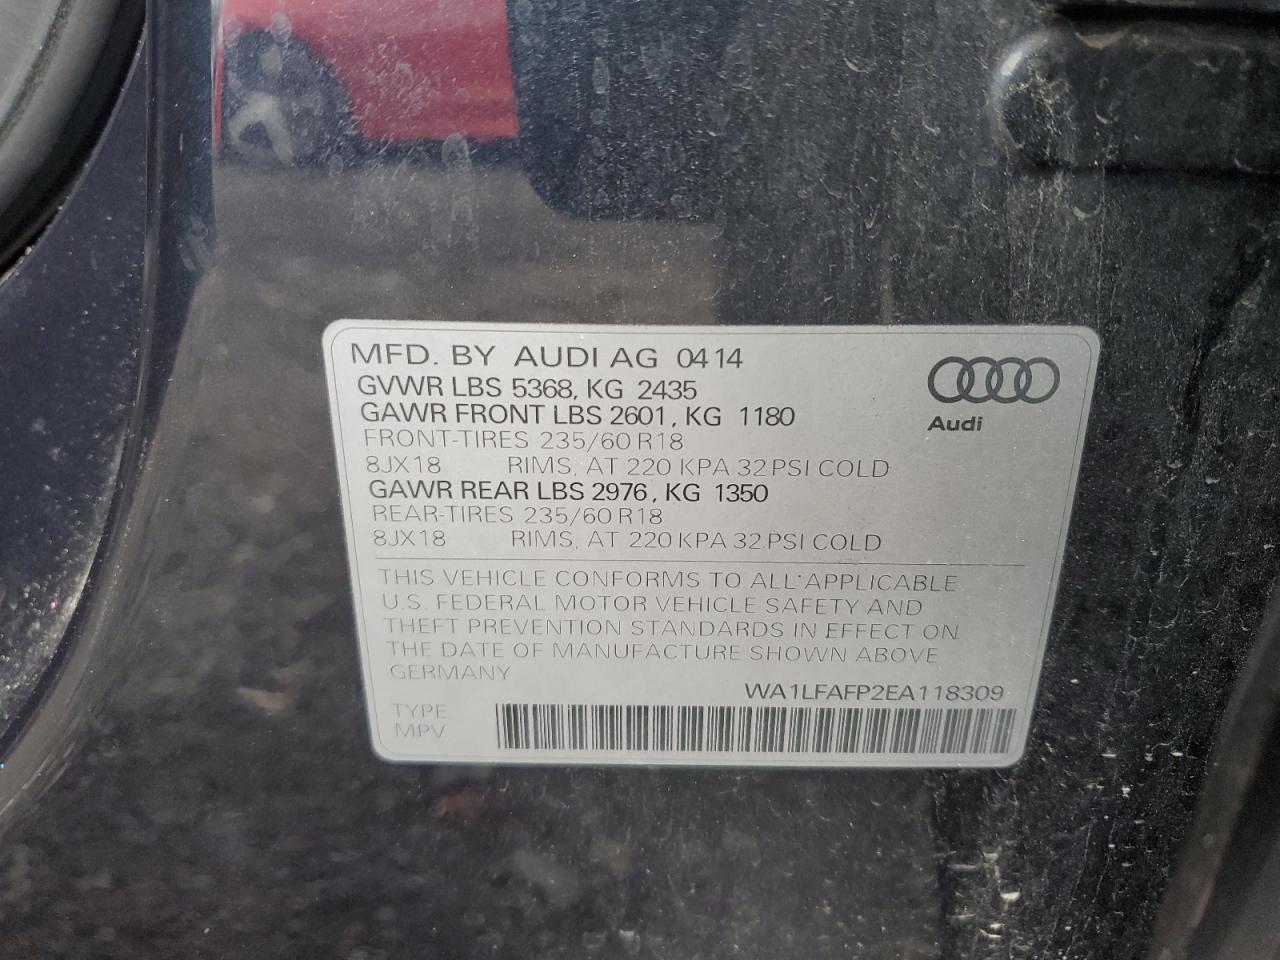 MFD. BY AUDI AG 0414
GVWR LBS 5368, KG 2435
GAWR FRONT LBS 2601, KG 1180
FRONT-TIRES 235/60 R18
8JX18 RIMS, AT 220 KPA 32 PSI COLD
GAWR REAR LBS 2976, KG 1350
REAR-TIRES 235/60 R18
8JX18 RIMS, AT 220 KPA 32 PSI COLD
Audi
THIS VEHICLE CONFORMS TO ALL APPLICABLE
U.S. FEDERAL MOTOR VEHICLE SAFETY AND
THEFT PREVENTION STANDARDS IN EFFECT ON
THE DATE OF MANUFACTURE SHOWN ABOVE
GERMANY
WA1LFAFP2EA118309
TYPE
MPV